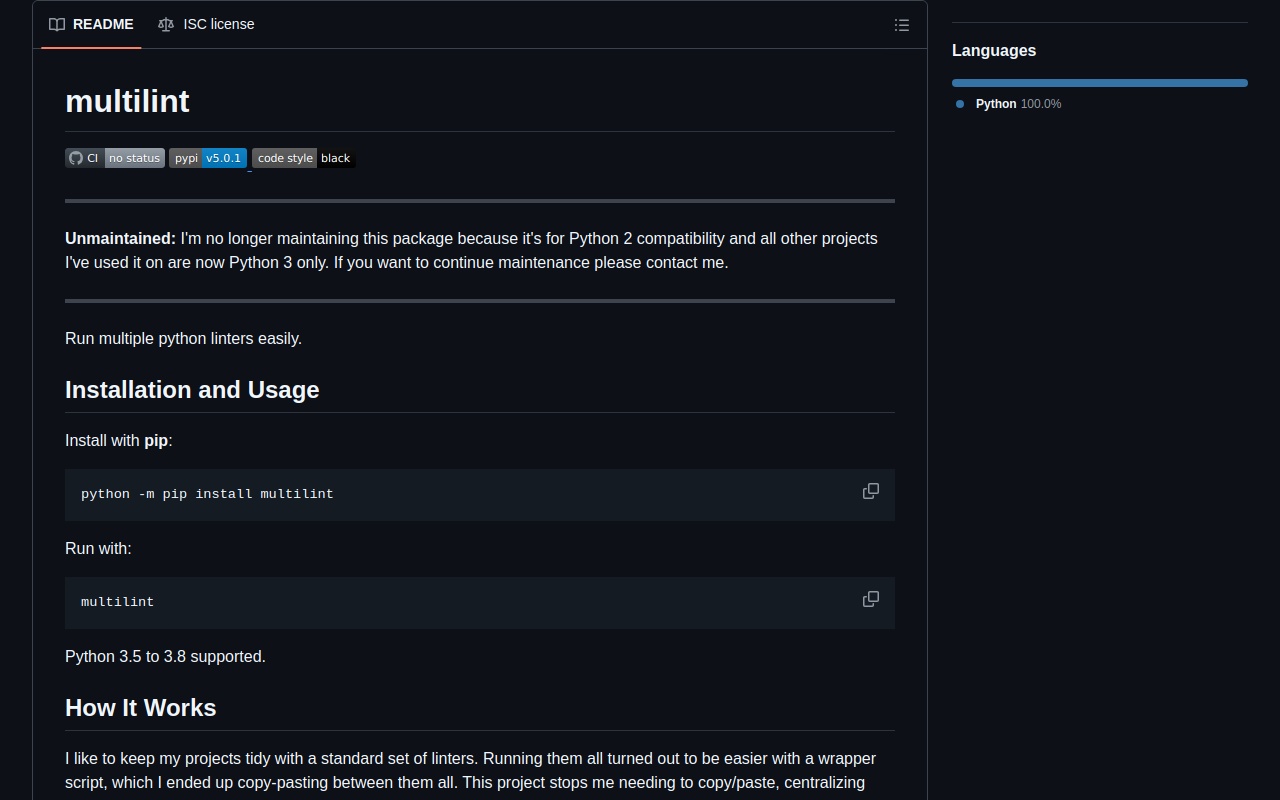 README
ISC license
multilint
CI no status pypi v5.0.1 code style black
Unmaintained: I'm no longer maintaining this package because it's for Python 2 compatibility and all other projects
I've used it on are now Python 3 only. If you want to continue maintenance please contact me.
Run multiple python linters easily.
Installation and Usage
Install with pip:
python -m pip install multilint
Run with:
multilint
Python 3.5 to 3.8 supported.
How It Works
I like to keep my projects tidy with a standard set of linters. Running them all turned out to be easier with a wrapper
script, which I ended up copy-pasting between them all. This project stops me needing to copy/paste, centralizing
Languages
Python 100.0%